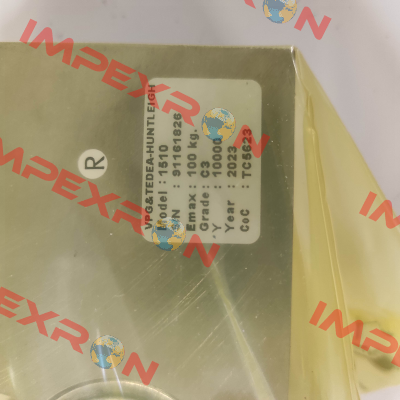 VPG&TEDEA-HUNTLEIGH
Model : 1510
S/N : 91161826
Emax : 100 kg.
Grade : C3
'Y : 10000
Year : 2023
CoC : TC5623
R
IMPEXRON
IMPEXRON
IMPEXRON
IMPEXRON
IMPEXRON